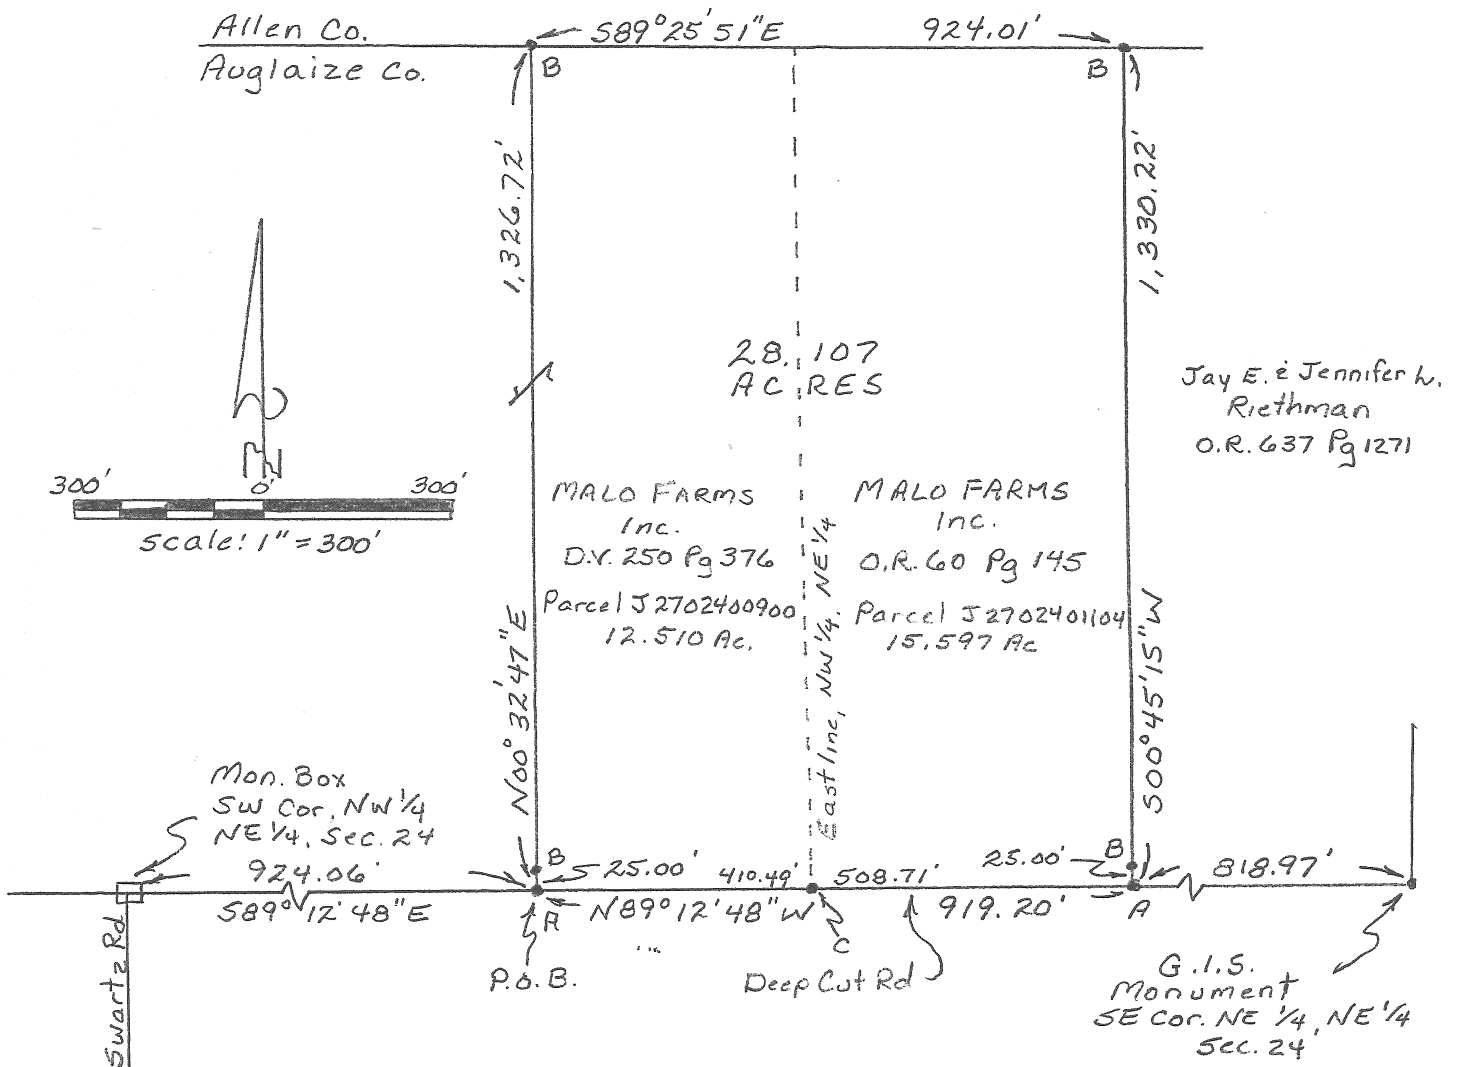 Allen Co.
Auglaize Co.
S89°25'51"E
924.01'
B
B
1,326.72'
1,330.22'
28.107
ACRES
Jay E. & Jennifer L.
Riethman
O.R. 637 Pg 1271
N
300'
0'
300'
Scale: 1" = 300'
MALO FARMS
Inc.
D.V. 250 Pg 376
Parcel J2702400900
12.510 Ac.
MALO FARMS
Inc.
O.R. 60 Pg 145
Parcel J2702401104
15.597 Ac
East line, NW 1/4, NE 1/4
N00°32'47"E
S00°45'15"W
Mon. Box
SW Cor, NW 1/4
NE 1/4, Sec. 24
924.06'
S89°12'48"E
B
25.00'
410.49'
508.71'
25.00'
B
818.97'
A
N89°12'48"W
919.20'
A
C
P.O.B.
Deep Cut Rd
Swartz Rd
G.I.S.
Monument
SE Cor. NE 1/4, NE 1/4
Sec. 24